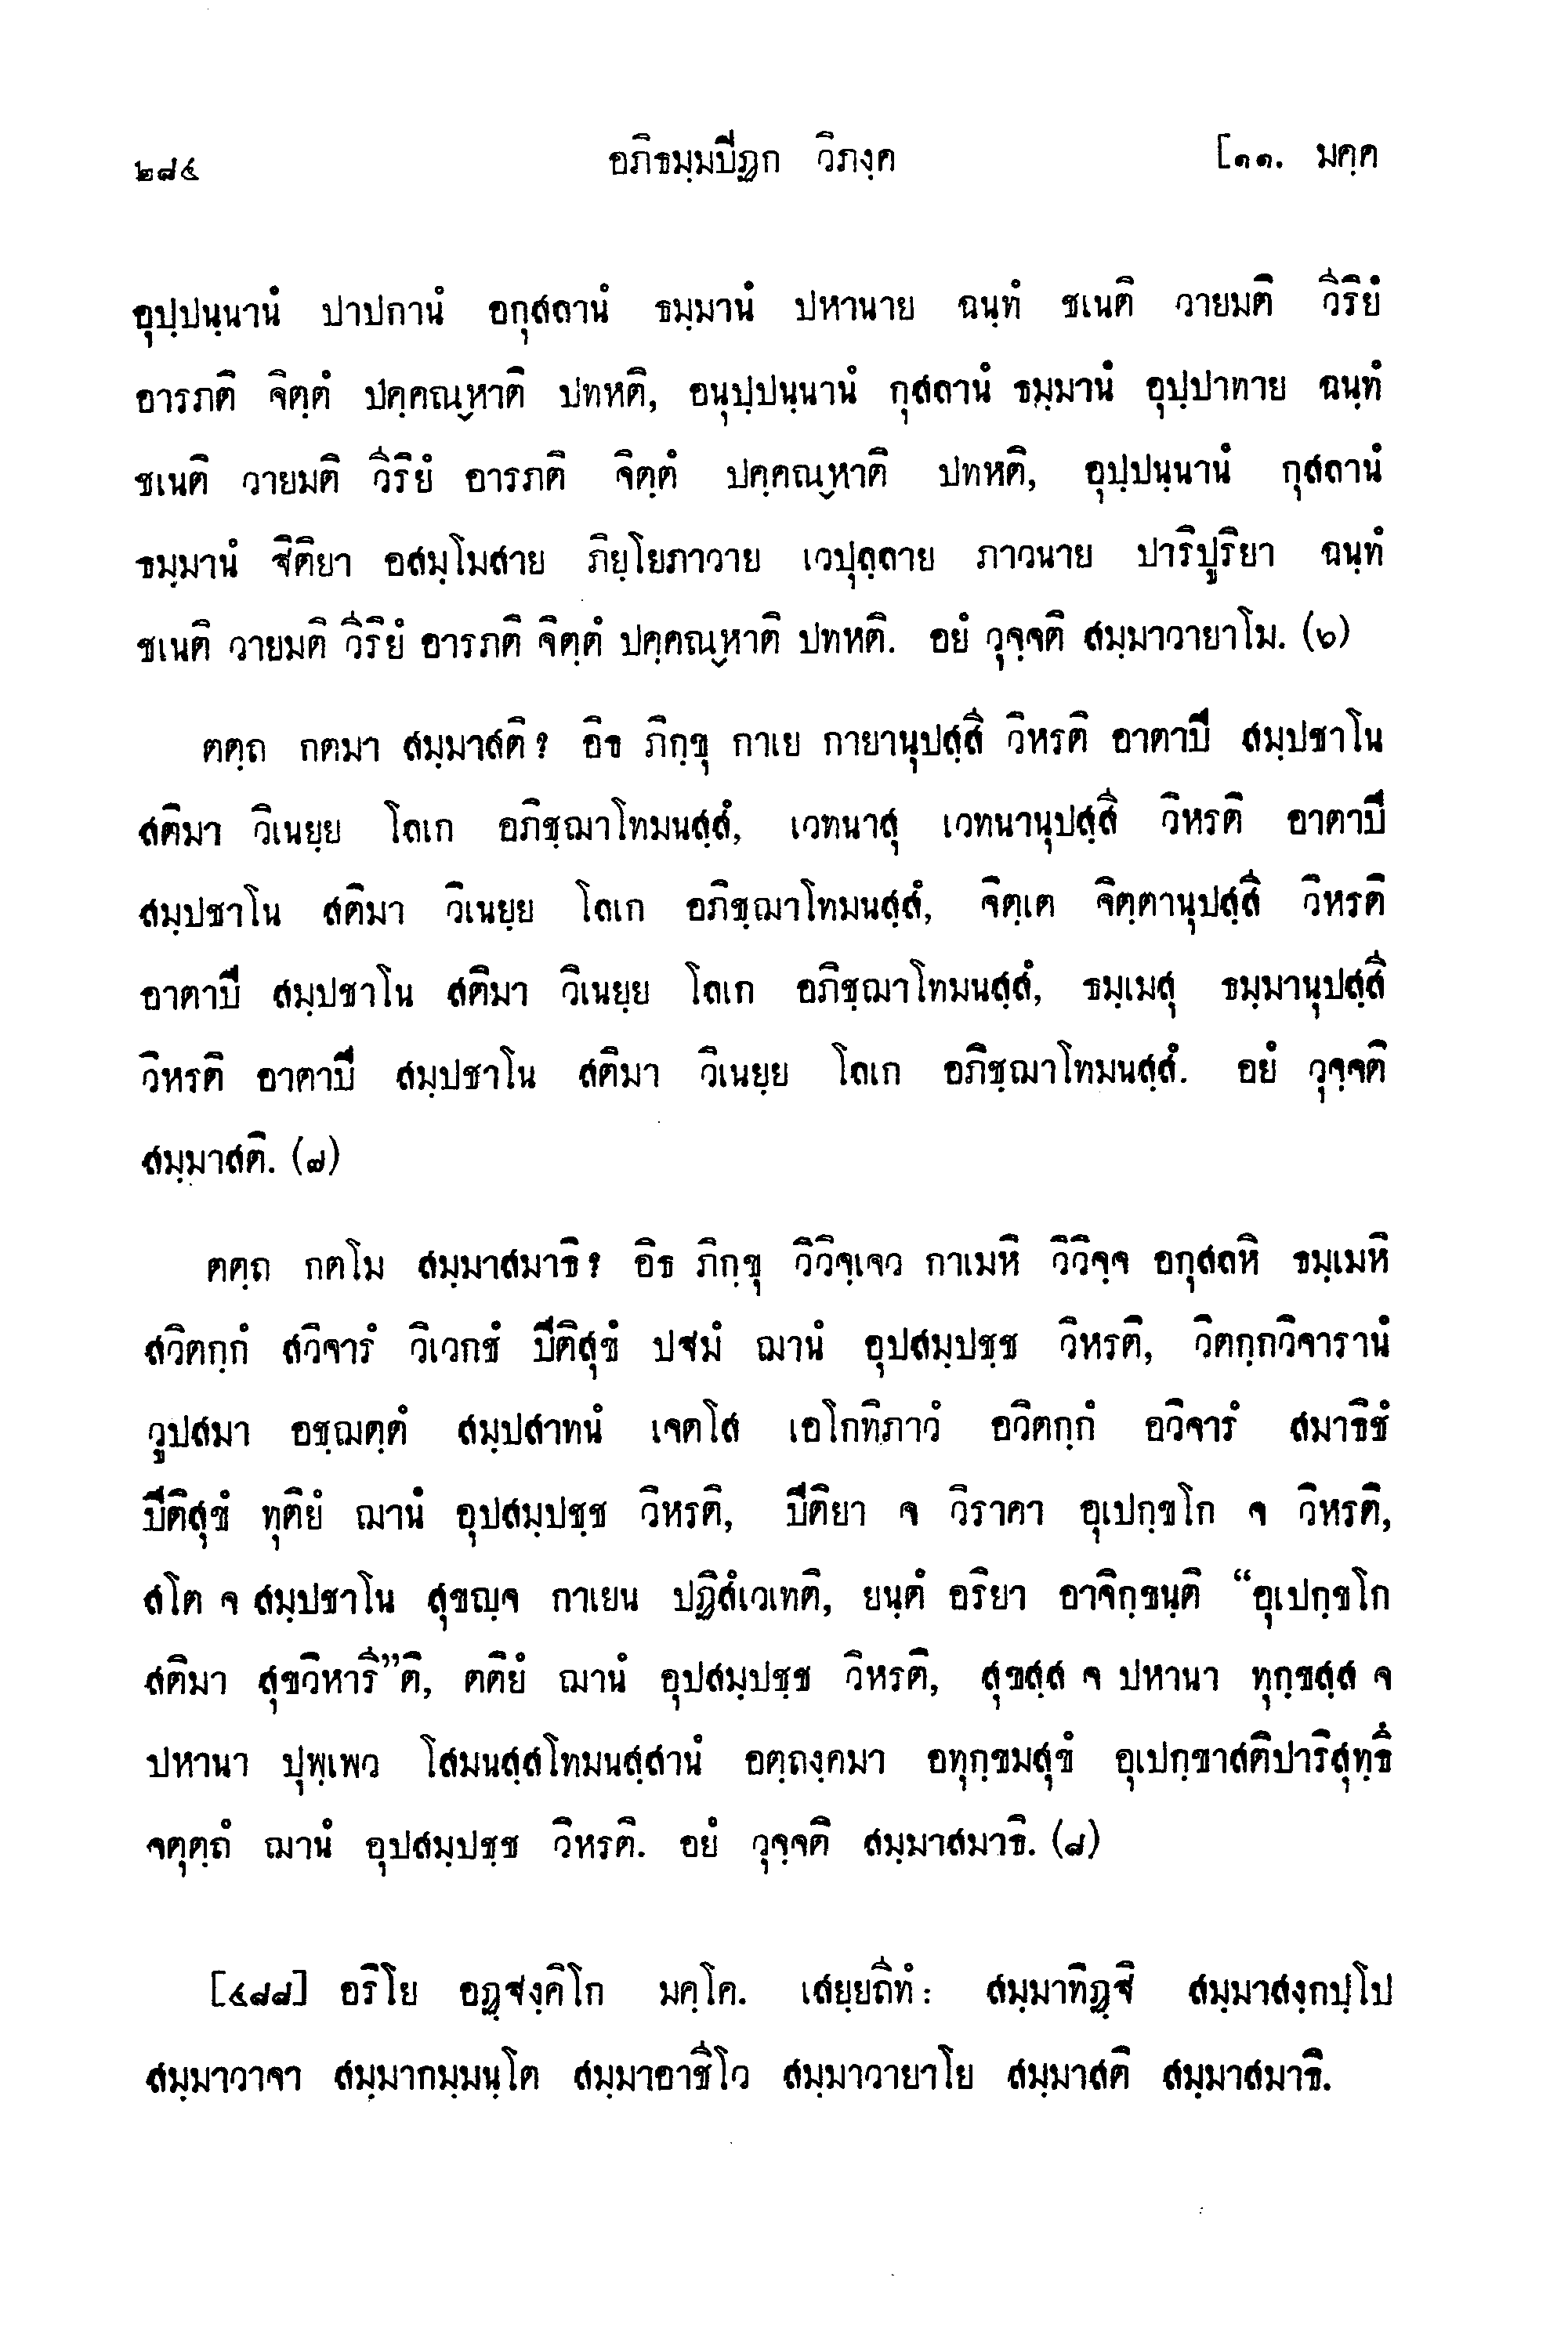 ๒๘๔ อภิธมฺมปีฏก วิภงฺค [๑๑. มคฺค
อุปฺปนฺนานํ ปาปกานํ อกุสลานํ ธมฺมานํ ปหานาย ฉนฺทํ ชเนติ วายมติ วีริยํ
อารภติ จิตฺตํ ปคฺคณฺหาติ ปทหติ, อนุปฺปนฺนานํ กุสลานํ ธมฺมานํ อุปฺปาทาย ฉนฺทํ
ชเนติ วายมติ วีริยํ อารภติ จิตฺตํ ปคฺคณฺหาติ ปทหติ, อุปฺปนฺนานํ กุสลานํ
ธมฺมานํ ฐิติยา อสมฺโมสาย ภิยฺโยภาวาย เวปุลฺลาย ภาวนาย ปาริปูริยา ฉนฺทํ
ชเนติ วายมติ วีริยํ อารภติ จิตฺตํ ปคฺคณฺหาติ ปทหติ. อยํ วุจฺจติ สมฺมาวายาโม. (๖)
ตตฺถ กตมา สมฺมาสติ? อิธ ภิกฺขุ กาเย กายานุปสฺสี วิหรติ อาตาปี สมฺปชาโน
สติมา วิเนยฺย โลเก อภิชฺฌาโทมนสฺสํ, เวทนาสุ เวทนานุปสฺสี วิหรติ อาตาปี
สมฺปชาโน สติมา วิเนยฺย โลเก อภิชฺฌาโทมนสฺสํ, จิตฺเต จิตฺตานุปสฺสี วิหรติ
อาตาปี สมฺปชาโน สติมา วิเนยฺย โลเก อภิชฺฌาโทมนสฺสํ, ธมฺเมสุ ธมฺมานุปสฺสี
วิหรติ อาตาปี สมฺปชาโน สติมา วิเนยฺย โลเก อภิชฺฌาโทมนสฺสํ. อยํ วุจฺจติ
สมฺมาสติ. (๗)
ตตฺถ กตโม สมฺมาสมาธิ? อิธ ภิกฺขุ วิวิจฺเจว กาเมหิ วิวิจฺจ อกุสลหิ ธมฺเมหิ
สวิตกฺกํ สวิจารํ วิเวกชํ ปีติสุขํ ปฐมํ ฌานํ อุปสมฺปชฺช วิหรติ, วิตกฺกวิจารานํ
วูปสมา อชฺฌตฺตํ สมฺปสาทนํ เจตโส เอโกทิภาวํ อวิตกฺกํ อวิจารํ สมาธิชํ
ปีติสุขํ ทุติยํ ฌานํ อุปสมฺปชฺช วิหรติ, ปีติยา จ วิราคา อุเปกฺขโก จ วิหรติ,
สโต จ สมฺปชาโน สุขญฺจ กาเยน ปฏิสํเวเทติ, ยนฺตํ อริยา อาจิกฺขนฺติ “อุเปกฺขโก
สติมา สุขวิหารี”ติ, ตติยํ ฌานํ อุปสมฺปชฺช วิหรติ, สุขสฺส จ ปหานา ทุกฺขสฺส จ
ปหานา ปุพฺเพว โสมนสฺสโทมนสฺสานํ อตฺถงฺคมา อทุกฺขมสุขํ อุเปกฺขาสติปาริสุทฺธึ
จตุตฺถํ ฌานํ อุปสมฺปชฺช วิหรติ. อยํ วุจฺจติ สมฺมาสมาธิ. (๘)
[๔๘๘] อริโย อฏฺฐงฺคิโก มคฺโค. เสยฺยถีทํ: สมฺมาทิฏฺฐิ สมฺมาสงฺกปฺโป
สมฺมาวาจา สมฺมากมฺมนฺโต สมฺมาอาชีโว สมฺมาวายาโย สมฺมาสติ สมฺมาสมาธิ.